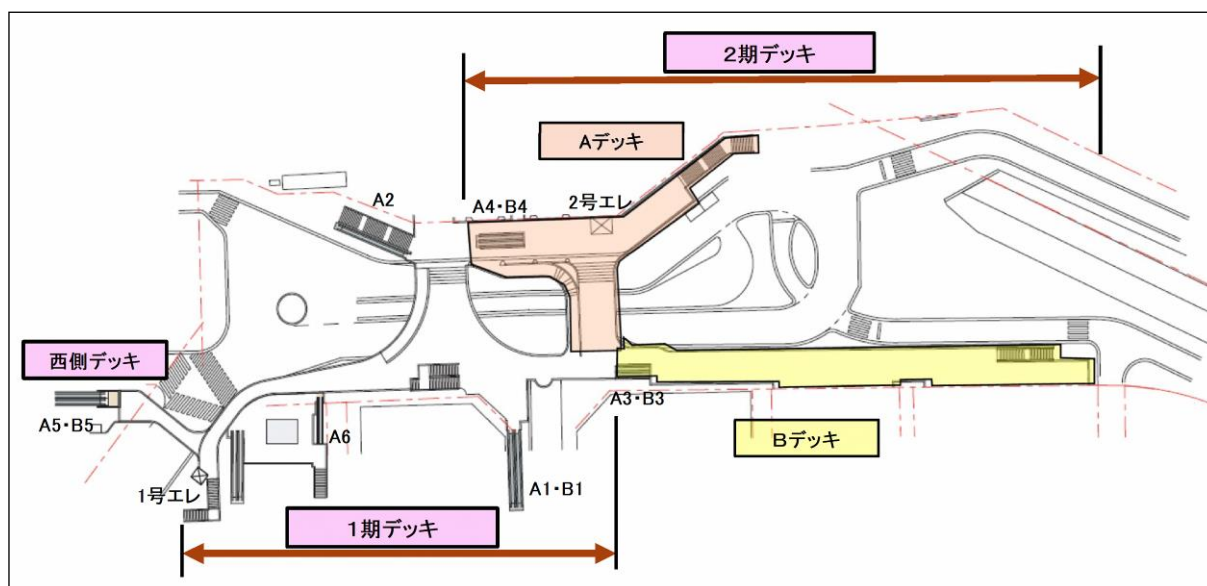 2期デッキ
Aデッキ
A2
A4・B4
2号エレ
西側デッキ
A5・B5
A6
A3・B3
Bデッキ
1号エレ
A1・B1
1期デッキ